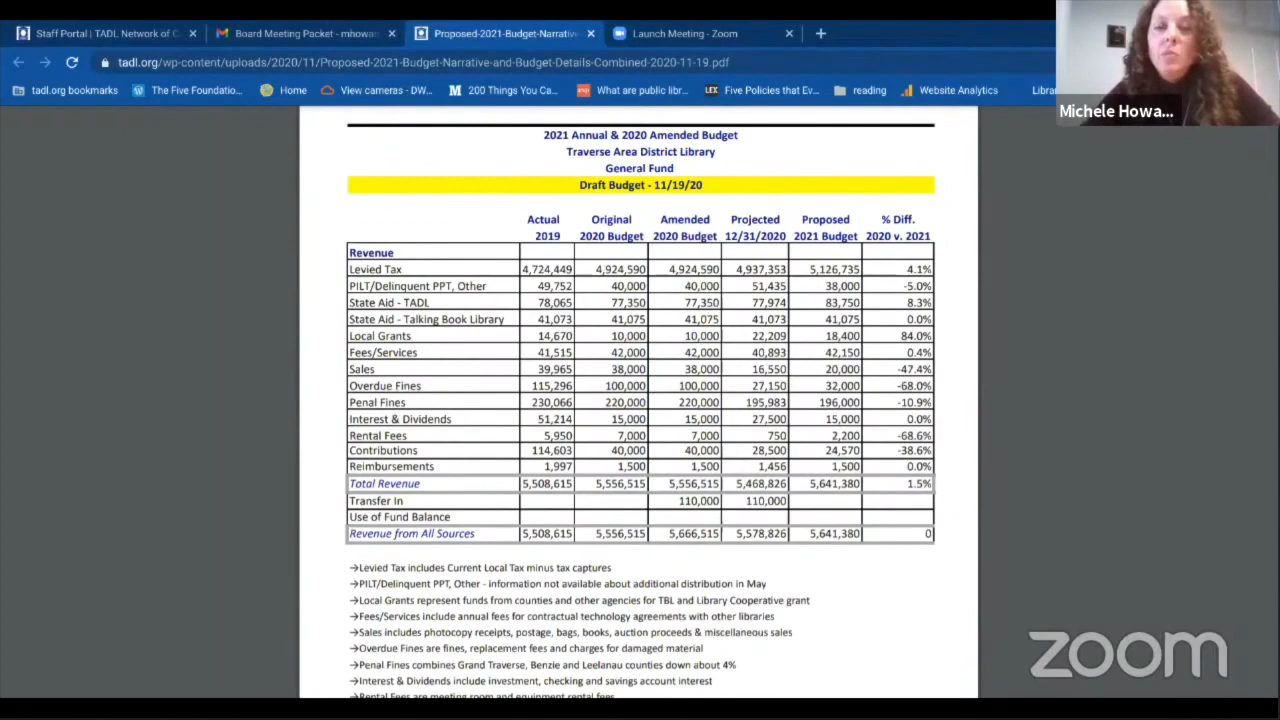 Staff Portal | TADL Network of C
Board Meeting Packet - mhowar
Proposed-2021-Budget-Narrativ
Launch Meeting - Zoom
tadl.org/wp-content/uploads/2020/11/Proposed-2021-Budget-Narrative-and-Budget-Details-Combined-2020-11-19.pdf
tadl.org bookmarks
The Five Foundatio...
Home
View cameras - DW...
200 Things You Ca...
What are public libr...
LEX Five Policies that Ev...
reading
Website Analytics
Librar
Michele Howa...
2021 Annual & 2020 Amended Budget
Traverse Area District Library
General Fund
Draft Budget - 11/19/20
Actual Original Amended Projected Proposed % Diff.
2019 2020 Budget 2020 Budget 12/31/2020 2021 Budget 2020 v. 2021
Revenue
Levied Tax 4,724,449 4,924,590 4,924,590 4,937,353 5,126,735 4.1%
PILT/Delinquent PPT, Other 49,752 40,000 40,000 51,435 38,000 -5.0%
State Aid - TADL 78,065 77,350 77,350 77,974 83,750 8.3%
State Aid - Talking Book Library 41,073 41,075 41,075 41,073 41,075 0.0%
Local Grants 14,670 10,000 10,000 22,209 18,400 84.0%
Fees/Services 41,515 42,000 42,000 40,893 42,150 0.4%
Sales 39,965 38,000 38,000 16,550 20,000 -47.4%
Overdue Fines 115,296 100,000 100,000 27,150 32,000 -68.0%
Penal Fines 230,066 220,000 220,000 195,983 196,000 -10.9%
Interest & Dividends 51,214 15,000 15,000 27,500 15,000 0.0%
Rental Fees 5,950 7,000 7,000 750 2,200 -68.6%
Contributions 114,603 40,000 40,000 28,500 24,570 -38.6%
Reimbursements 1,997 1,500 1,500 1,456 1,500 0.0%
Total Revenue 5,508,615 5,556,515 5,556,515 5,468,826 5,641,380 1.5%
Transfer In 110,000 110,000
Use of Fund Balance
Revenue from All Sources 5,508,615 5,556,515 5,666,515 5,578,826 5,641,380 0
→Levied Tax includes Current Local Tax minus tax captures
→PILT/Delinquent PPT, Other - information not available about additional distribution in May
→Local Grants represent funds from counties and other agencies for TBL and Library Cooperative grant
→Fees/Services include annual fees for contractual technology agreements with other libraries
→Sales includes photocopy receipts, postage, bags, books, auction proceeds & miscellaneous sales
→Overdue Fines are fines, replacement fees and charges for damaged material
→Penal Fines combines Grand Traverse, Benzie and Leelanau counties down about 4%
→Interest & Dividends include investment, checking and savings account interest
→Rental Fees are meeting room and equipment rental fees
zoom